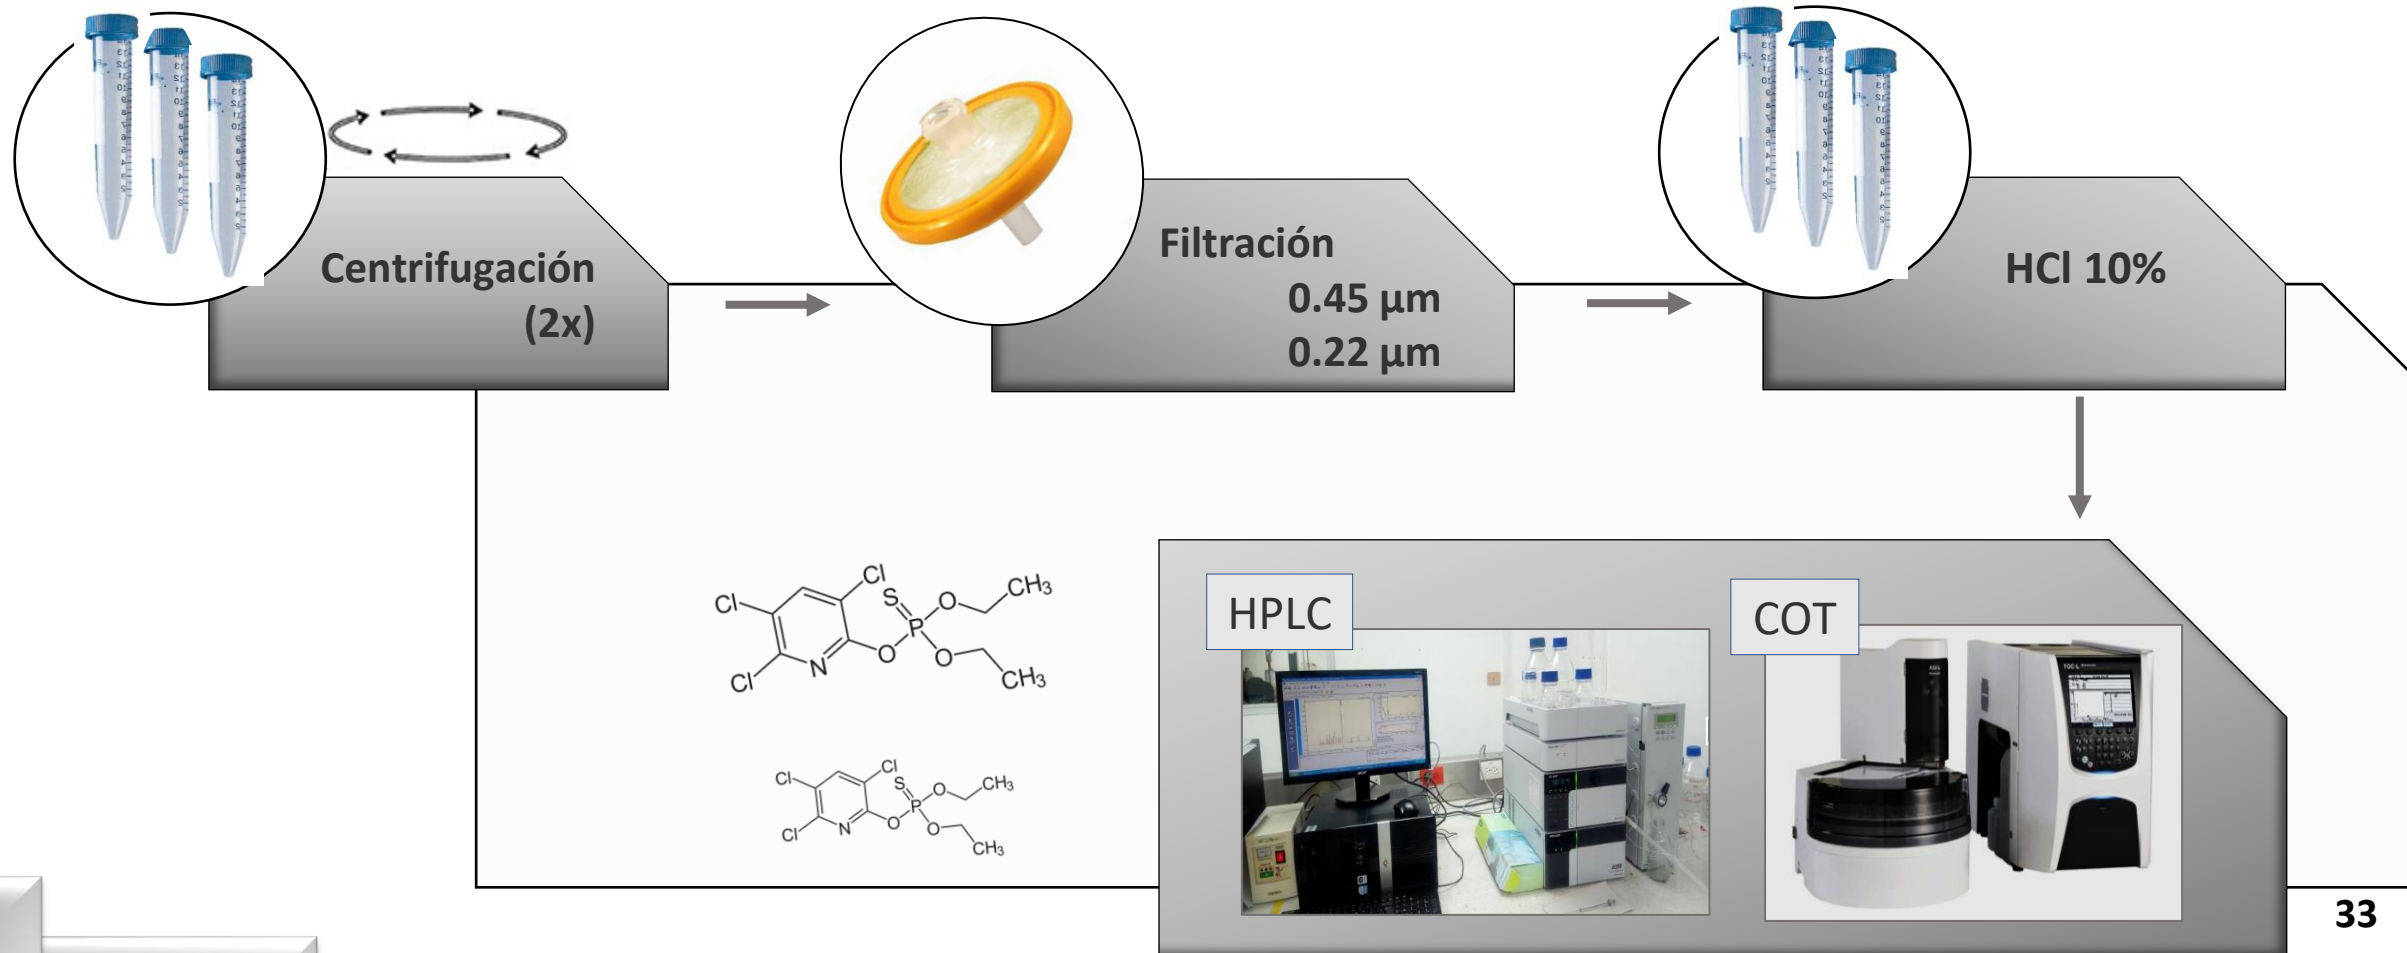 Centrifugación
(2x)
Filtración
0.45 µm
0.22 µm
HCl 10%
Cl
Cl
Cl
N
O
S
P
O
CH3
O
CH3
Cl
Cl
Cl
N
O
S
P
O
CH3
O
CH3
HPLC
COT
TOC-L
33